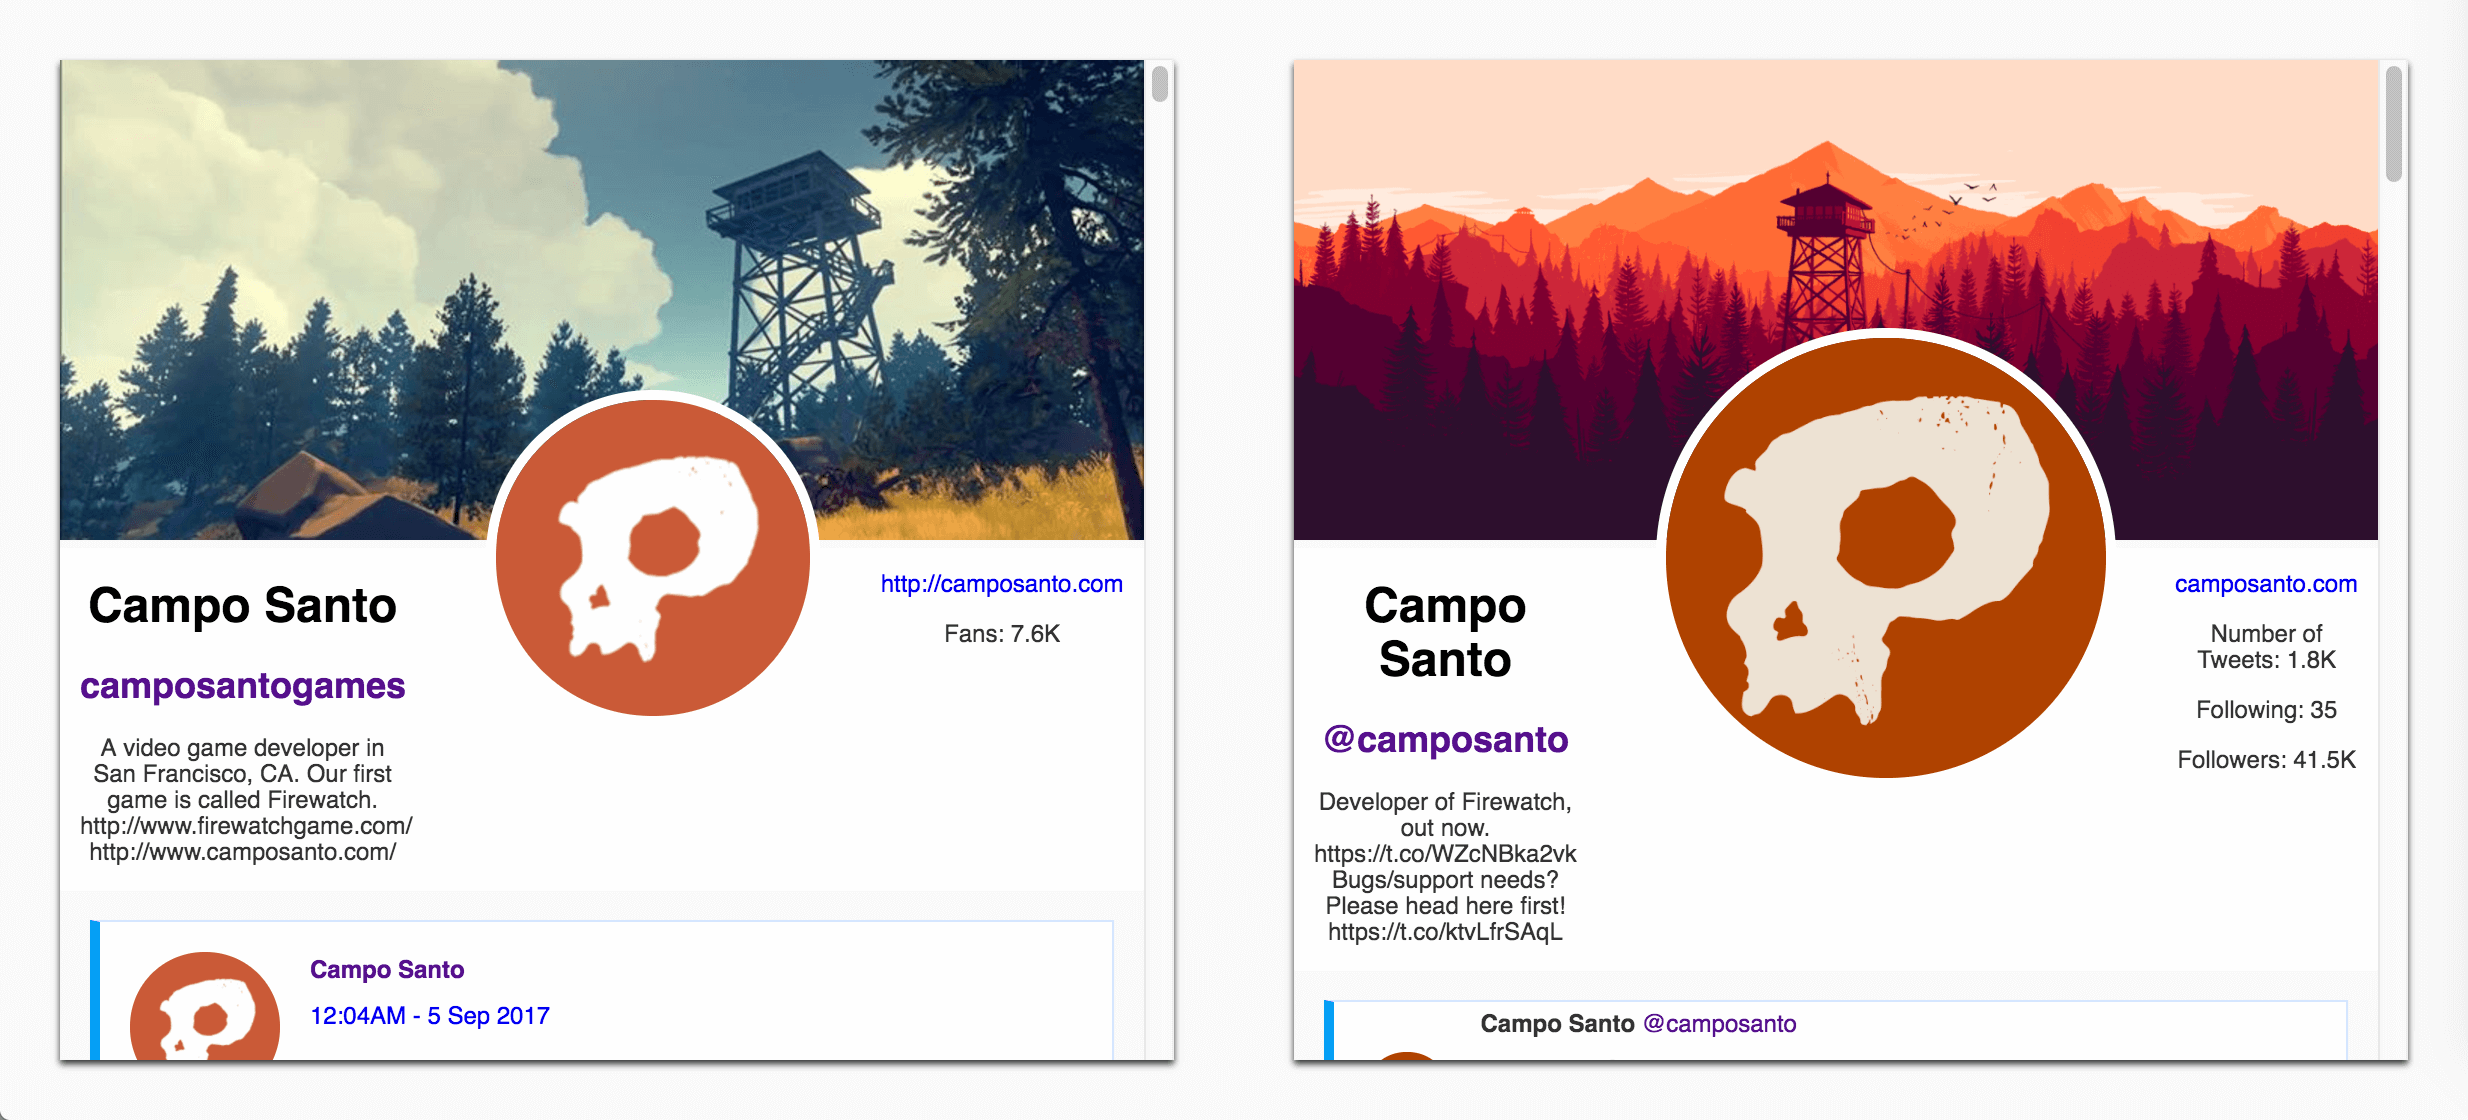 Campo Santo
camposantogames
A video game developer in
San Francisco, CA. Our first
game is called Firewatch.
http://www.firewatchgame.com/
http://www.camposanto.com/
http://camposanto.com
Fans: 7.6K
Campo Santo
12:04AM - 5 Sep 2017
Campo
Santo
@camposanto
Developer of Firewatch,
out now.
https://t.co/WZcNBka2vk
Bugs/support needs?
Please head here first!
https://t.co/ktvLfrSAqL
camposanto.com
Number of
Tweets: 1.8K
Following: 35
Followers: 41.5K
Campo Santo @camposanto